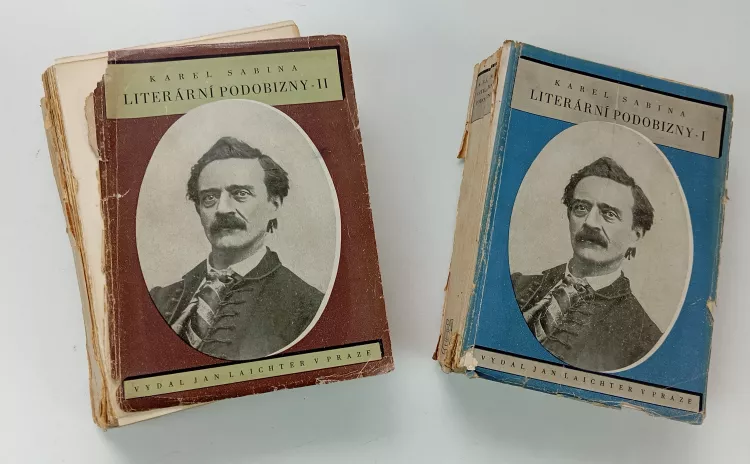 KAREL SABINA
LITERÁRNÍ PODOBIZNY-II
VYDAL JAN LAICHTER V PRAZE
KAREL SABINA
LITERÁRNÍ PODOBIZNY-I
VYDAL JAN LAICHTER V PRAZE